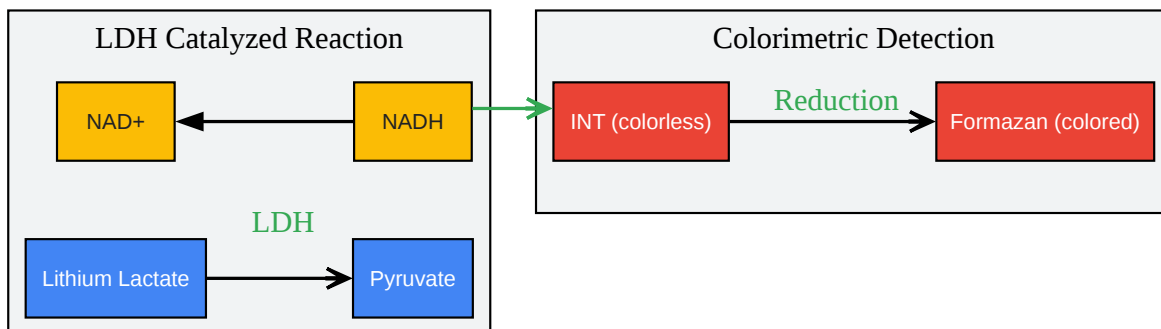 LDH Catalyzed Reaction
NAD+
NADH
LDH
Lithium Lactate
Pyruvate
Colorimetric Detection
INT (colorless)
Reduction
Formazan (colored)